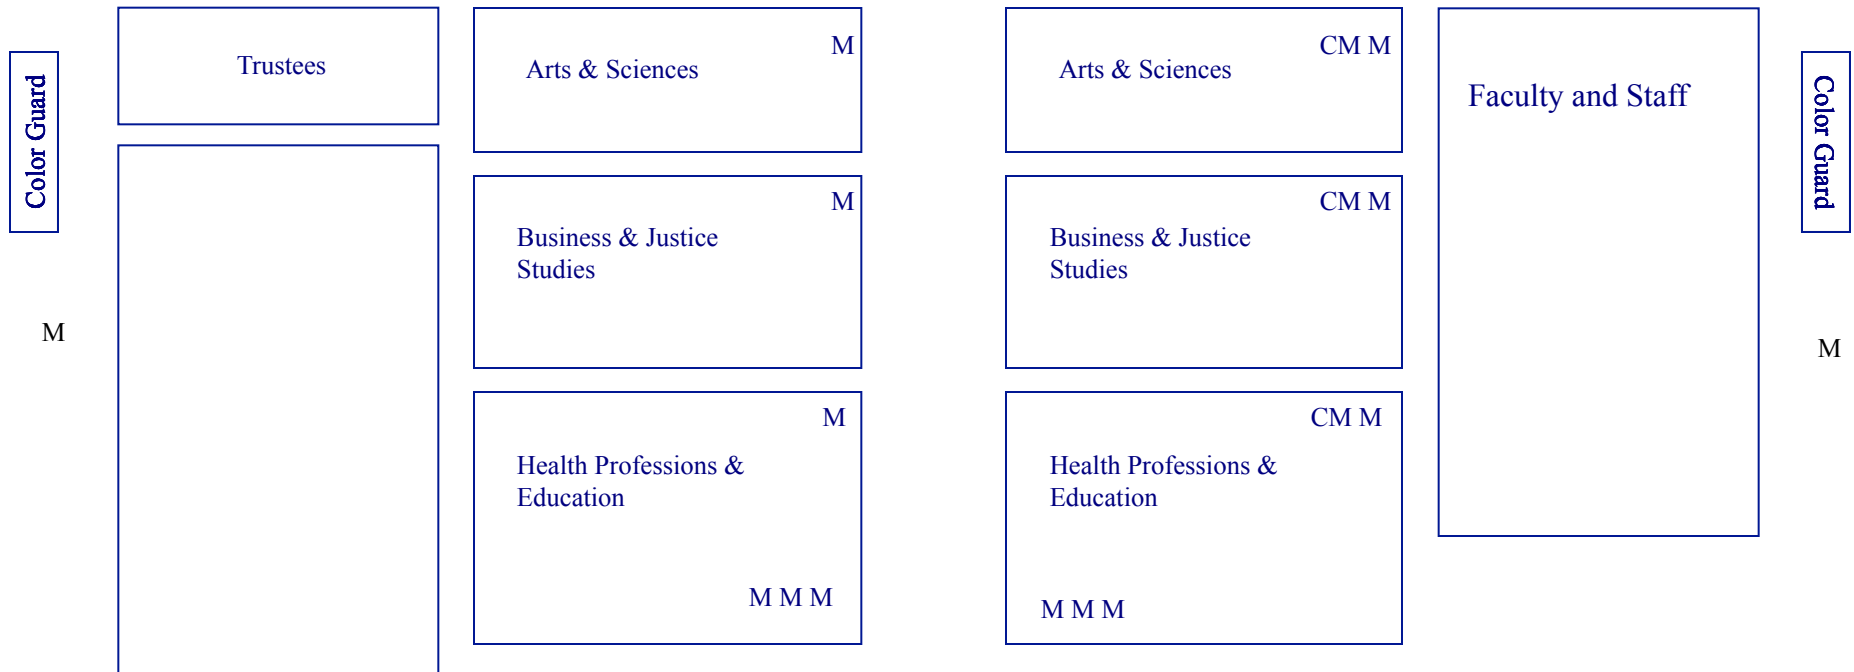 Color Guard
M
Trustees
M
Arts & Sciences
M
Business & Justice
Studies
M
Health Professions &
Education
M M M
CM M
Arts & Sciences
CM M
Business & Justice
Studies
CM M
Health Professions &
Education
M M M
Faculty and Staff
Color Guard
M